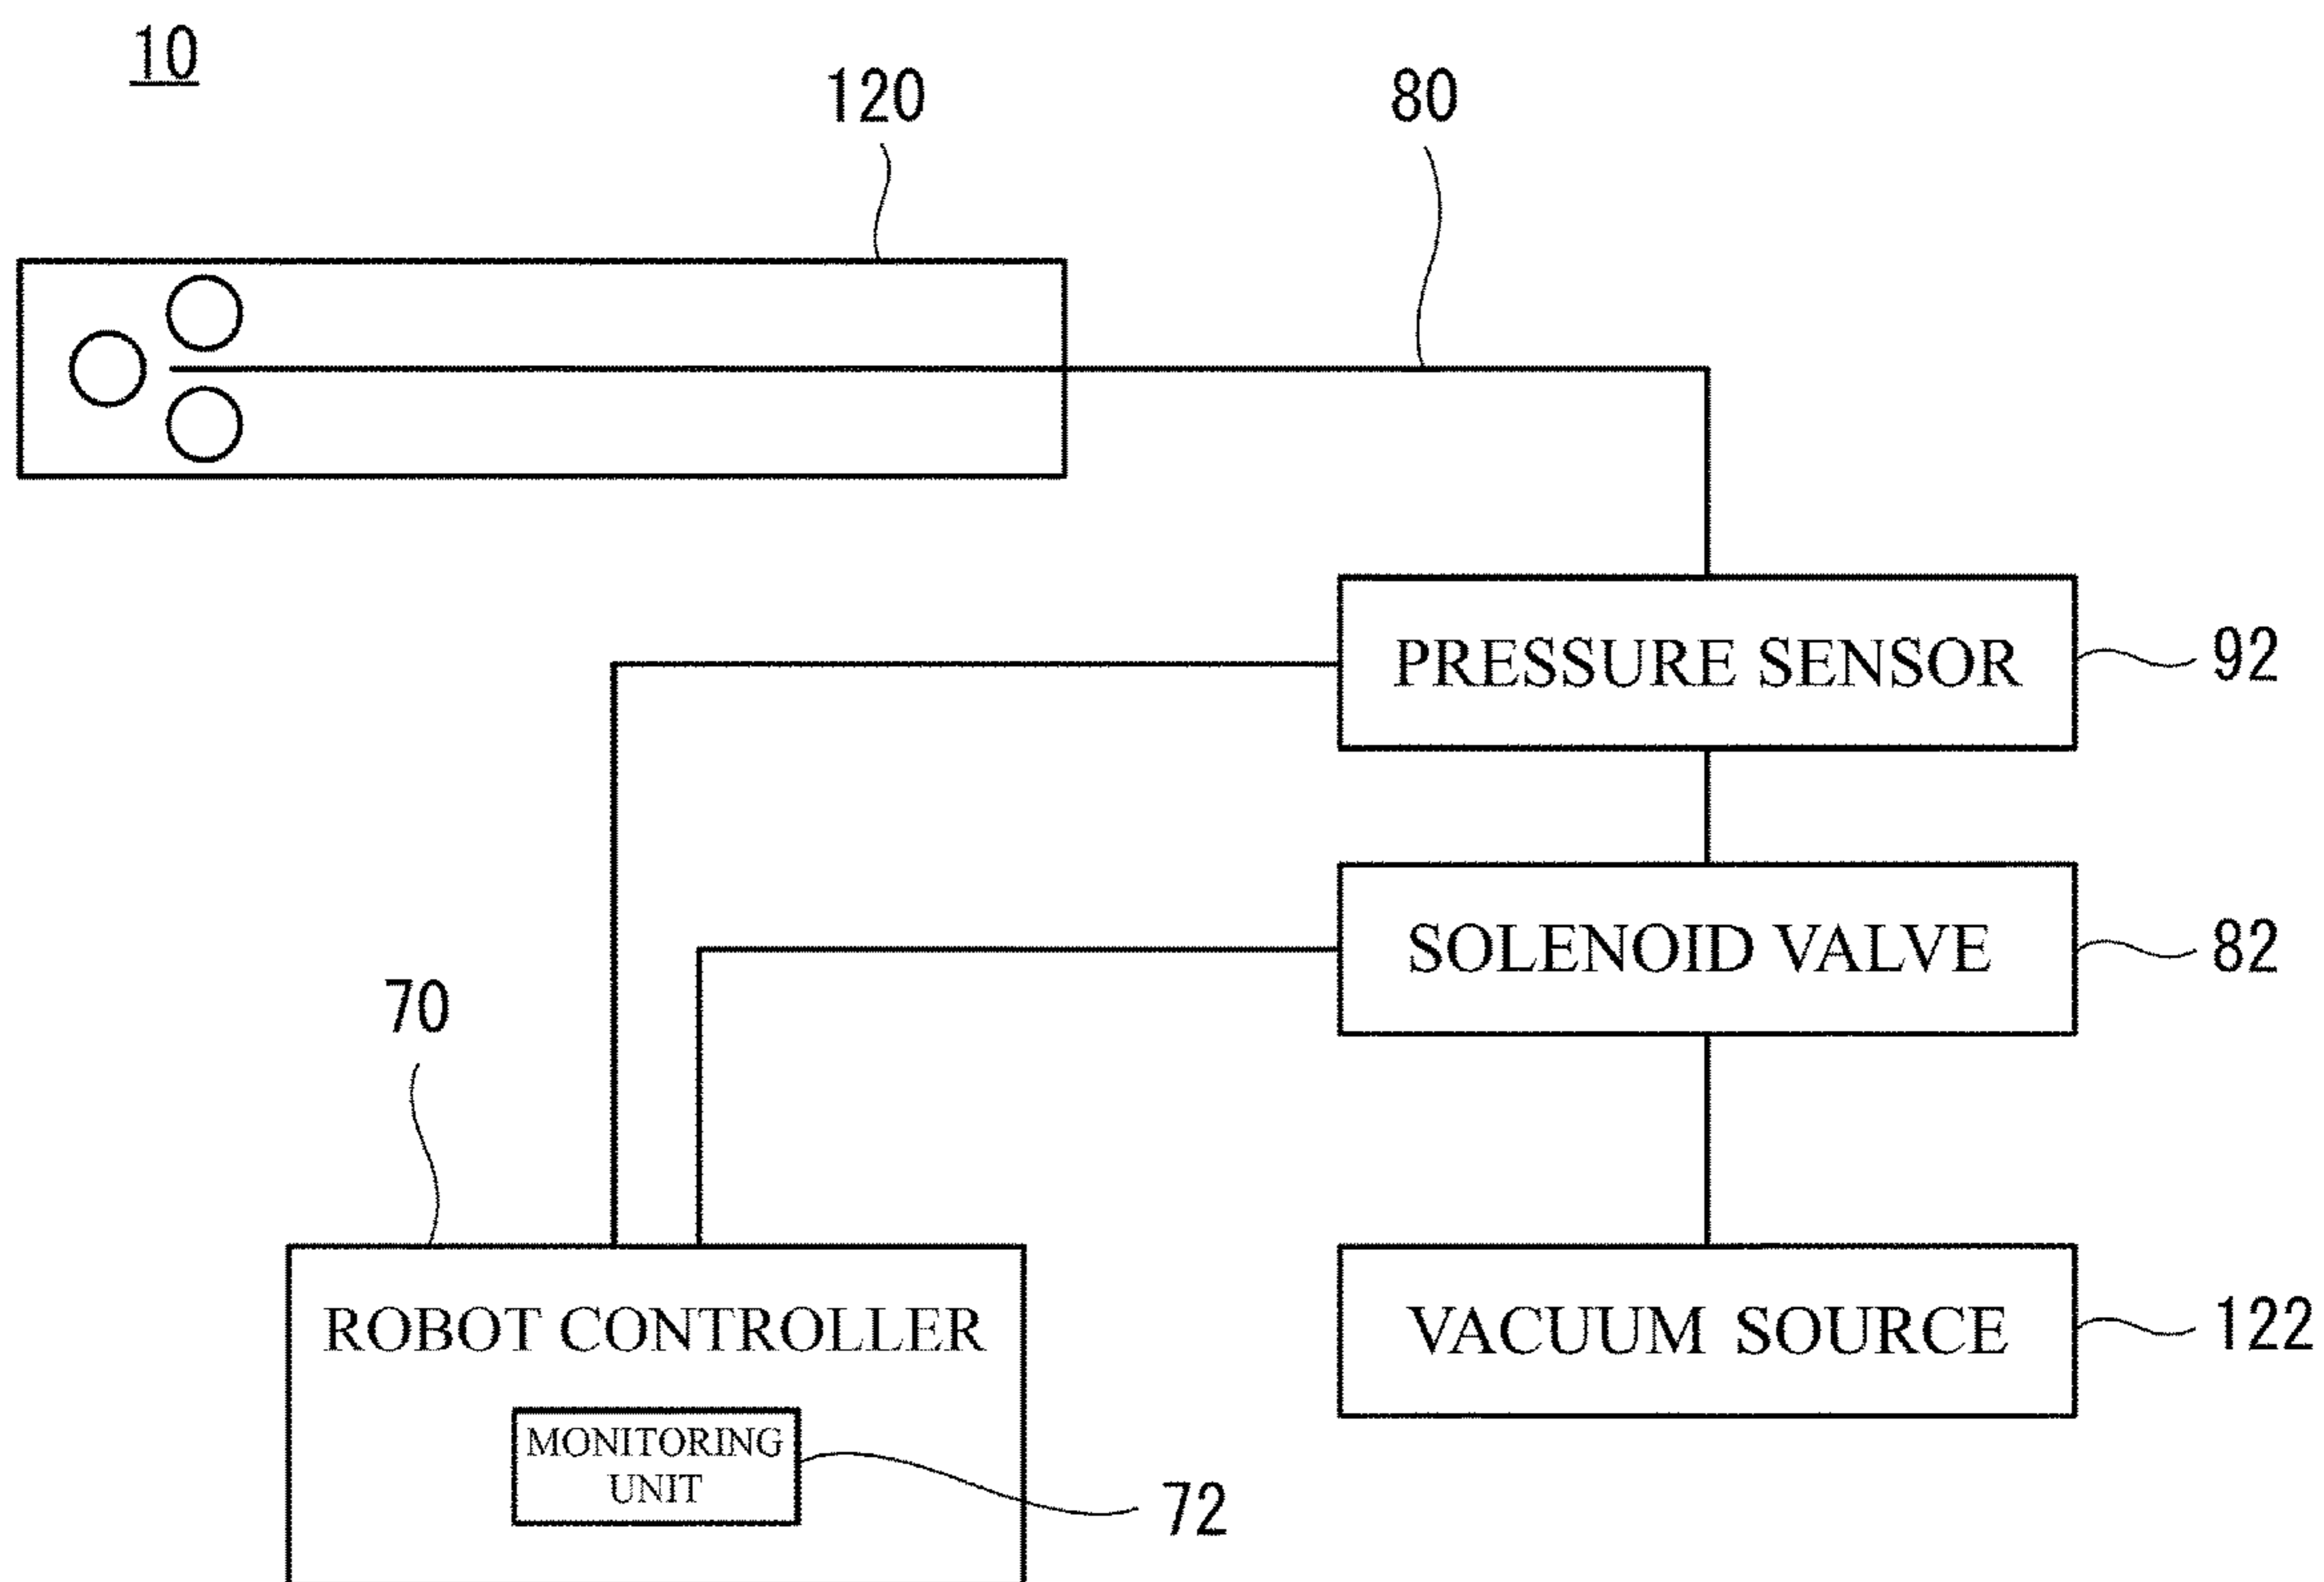 10
120
80
PRESSURE SENSOR
92
SOLENOID VALVE
82
70
ROBOT CONTROLLER
VACUUM SOURCE
122
MONITORING
UNIT
72